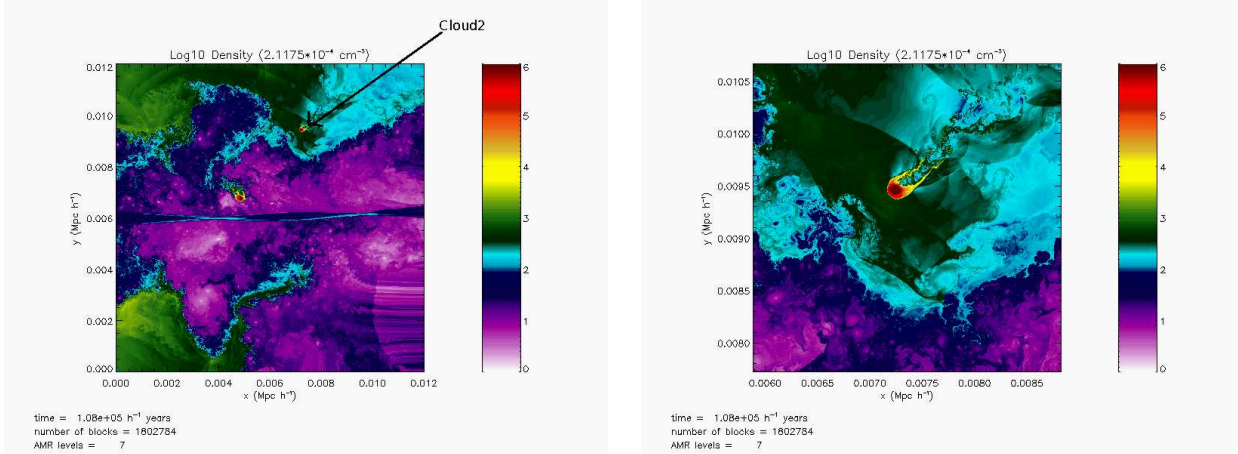 Cloud2
Log10 Density (2.1175*10⁻⁴ cm⁻³)
0.012
0.010
0.008
0.006
0.004
0.002
0.000
y (Mpc h⁻¹)
0.000 0.002 0.004 0.006 0.008 0.010 0.012
x (Mpc h⁻¹)
6
5
4
3
2
1
0
time = 1.08e+05 h⁻¹ years
number of blocks = 1802784
AMR levels = 7
Log10 Density (2.1175*10⁻⁴ cm⁻³)
0.0105
0.0100
0.0095
0.0090
0.0085
0.0080
y (Mpc h⁻¹)
0.0060 0.0065 0.0070 0.0075 0.0080 0.0085
x (Mpc h⁻¹)
6
5
4
3
2
1
0
time = 1.08e+05 h⁻¹ years
number of blocks = 1802784
AMR levels = 7